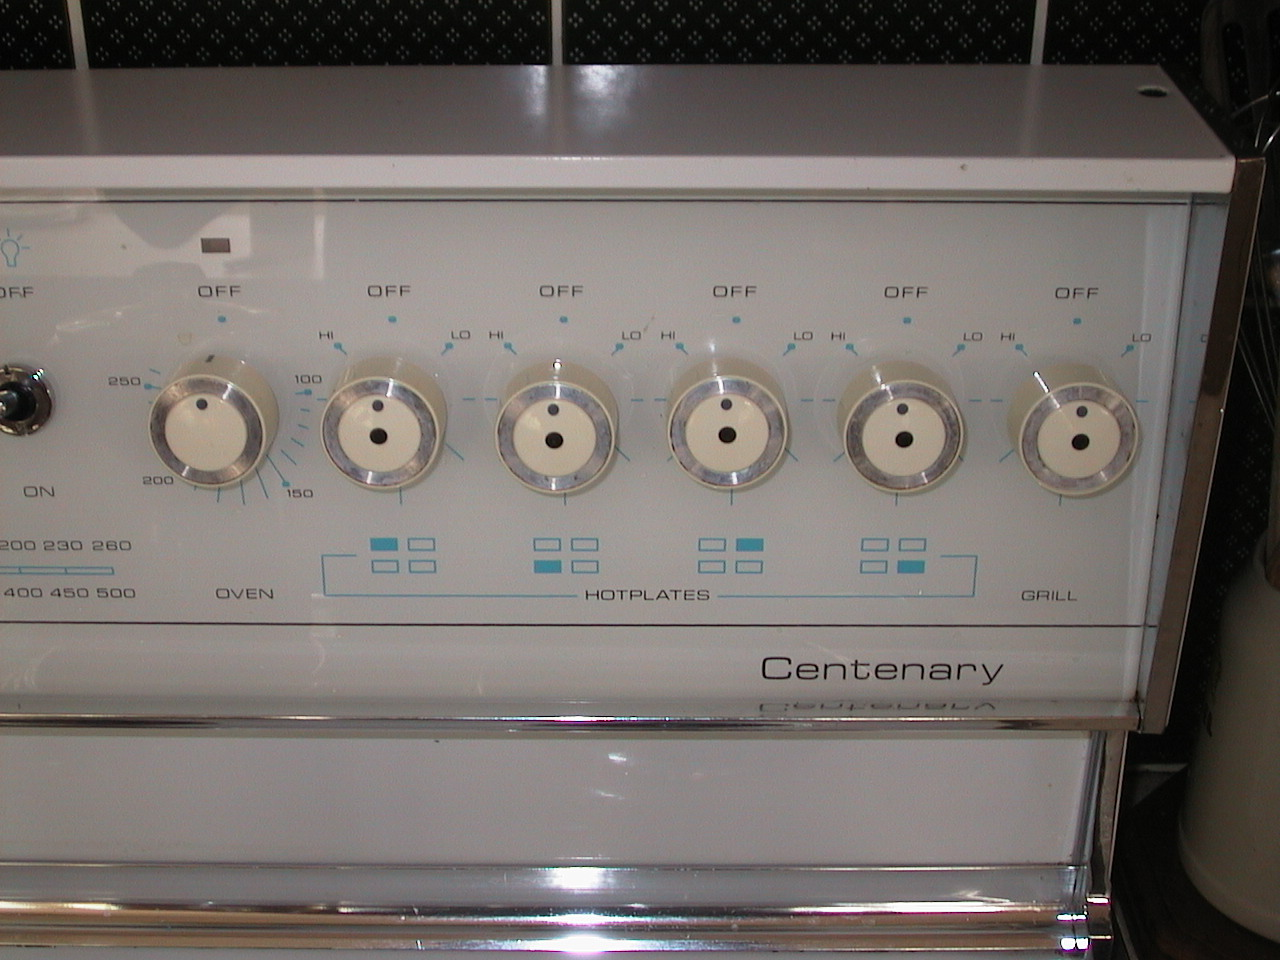 OFF OFF OFF OFF OFF OFF OFF
HI LO HI LO HI LO HI LO HI LO
250 100
200 150
ON
200 230 260
400 450 500
OVEN HOTPLATES GRILL
Centenary